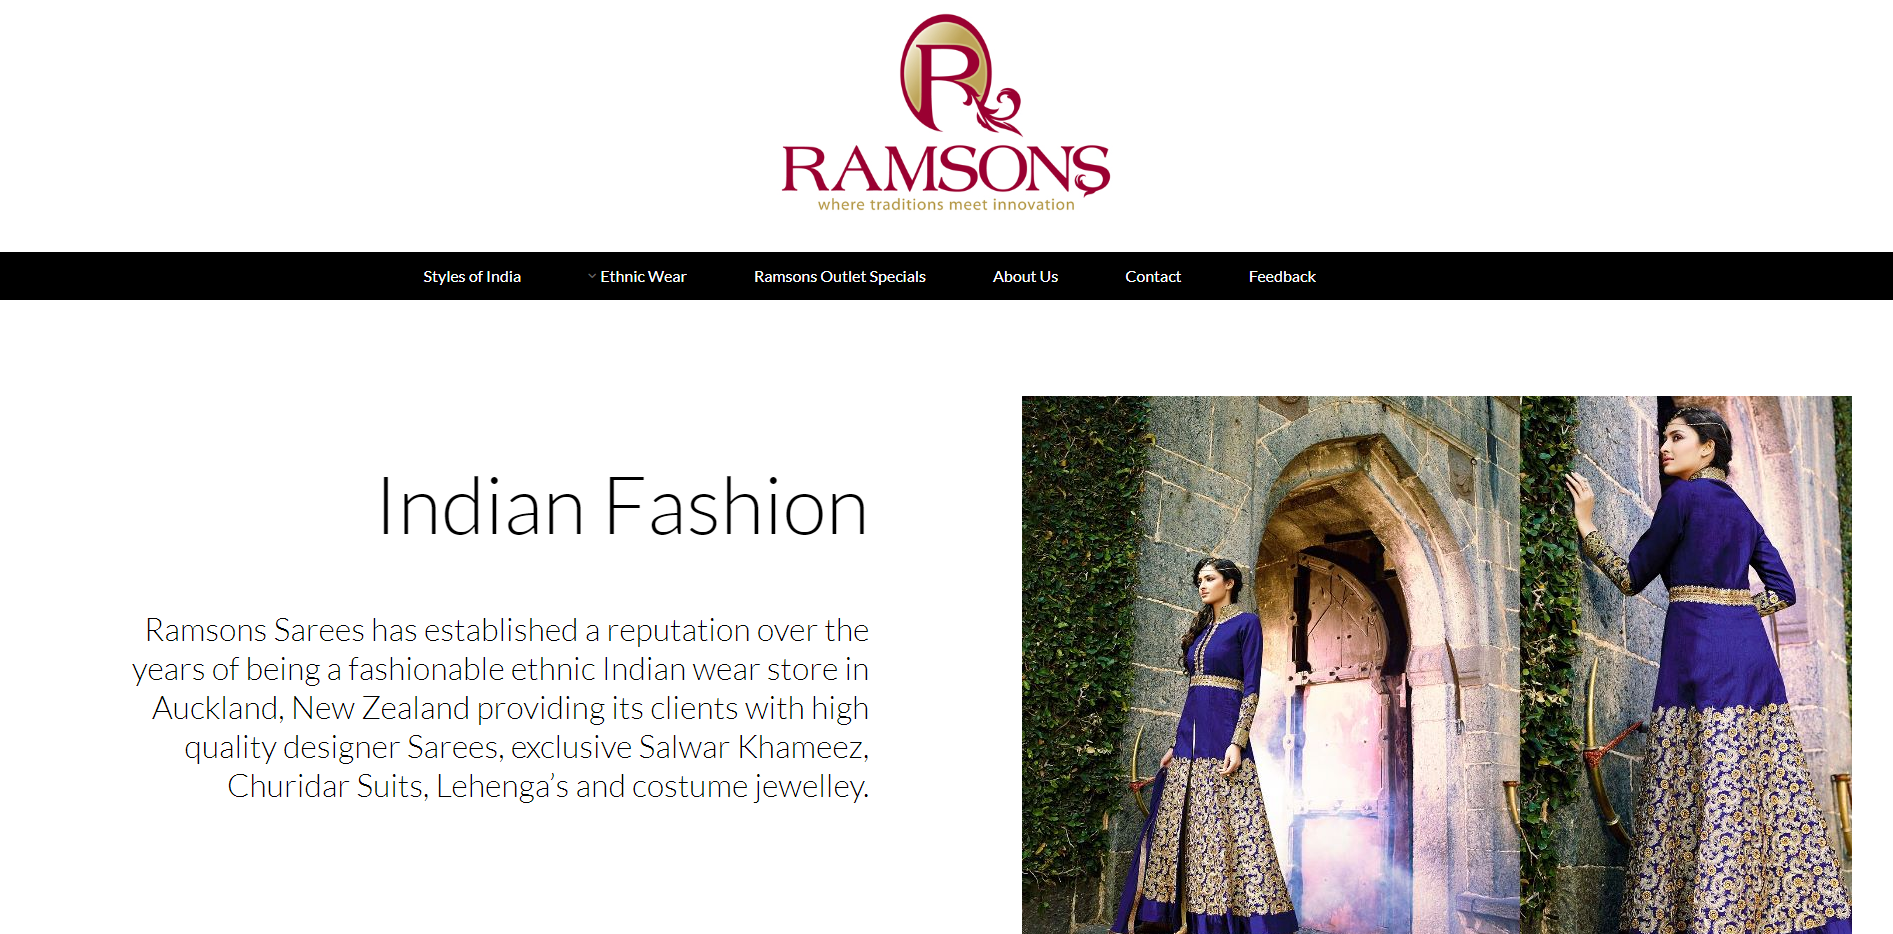 R
RAMSONS
where traditions meet innovation
Styles of India Ethnic Wear Ramsons Outlet Specials About Us Contact Feedback
Indian Fashion
Ramsons Sarees has established a reputation over the
years of being a fashionable ethnic Indian wear store in
Auckland, New Zealand providing its clients with high
quality designer Sarees, exclusive Salwar Khameez,
Churidar Suits, Lehenga’s and costume jewelley.